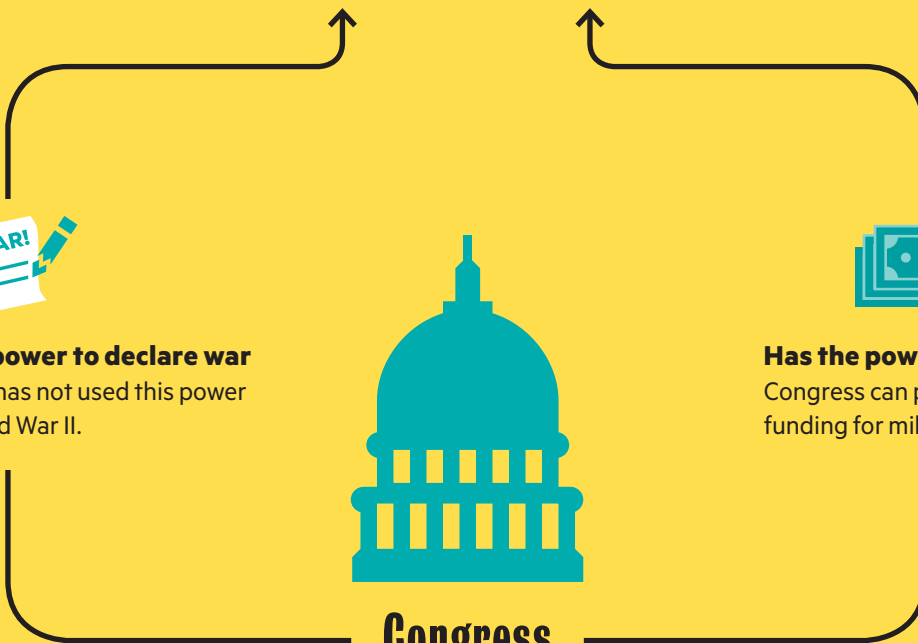 AR!
power to declare war
has not used this power
d War II.
Has the pow
Congress can p
funding for mil
Congress